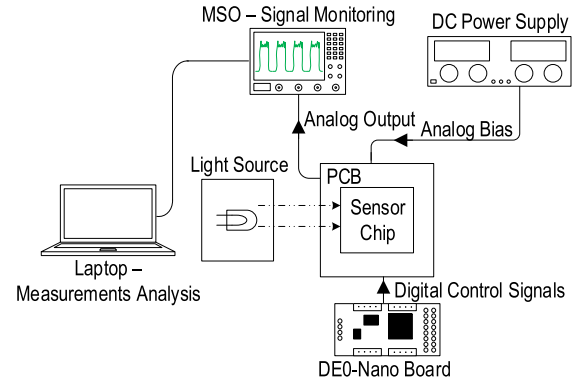 MSO – Signal Monitoring
DC Power Supply
Analog Output
Analog Bias
Light Source
PCB
Sensor
Chip
Laptop –
Measurements Analysis
Digital Control Signals
DE0-Nano Board